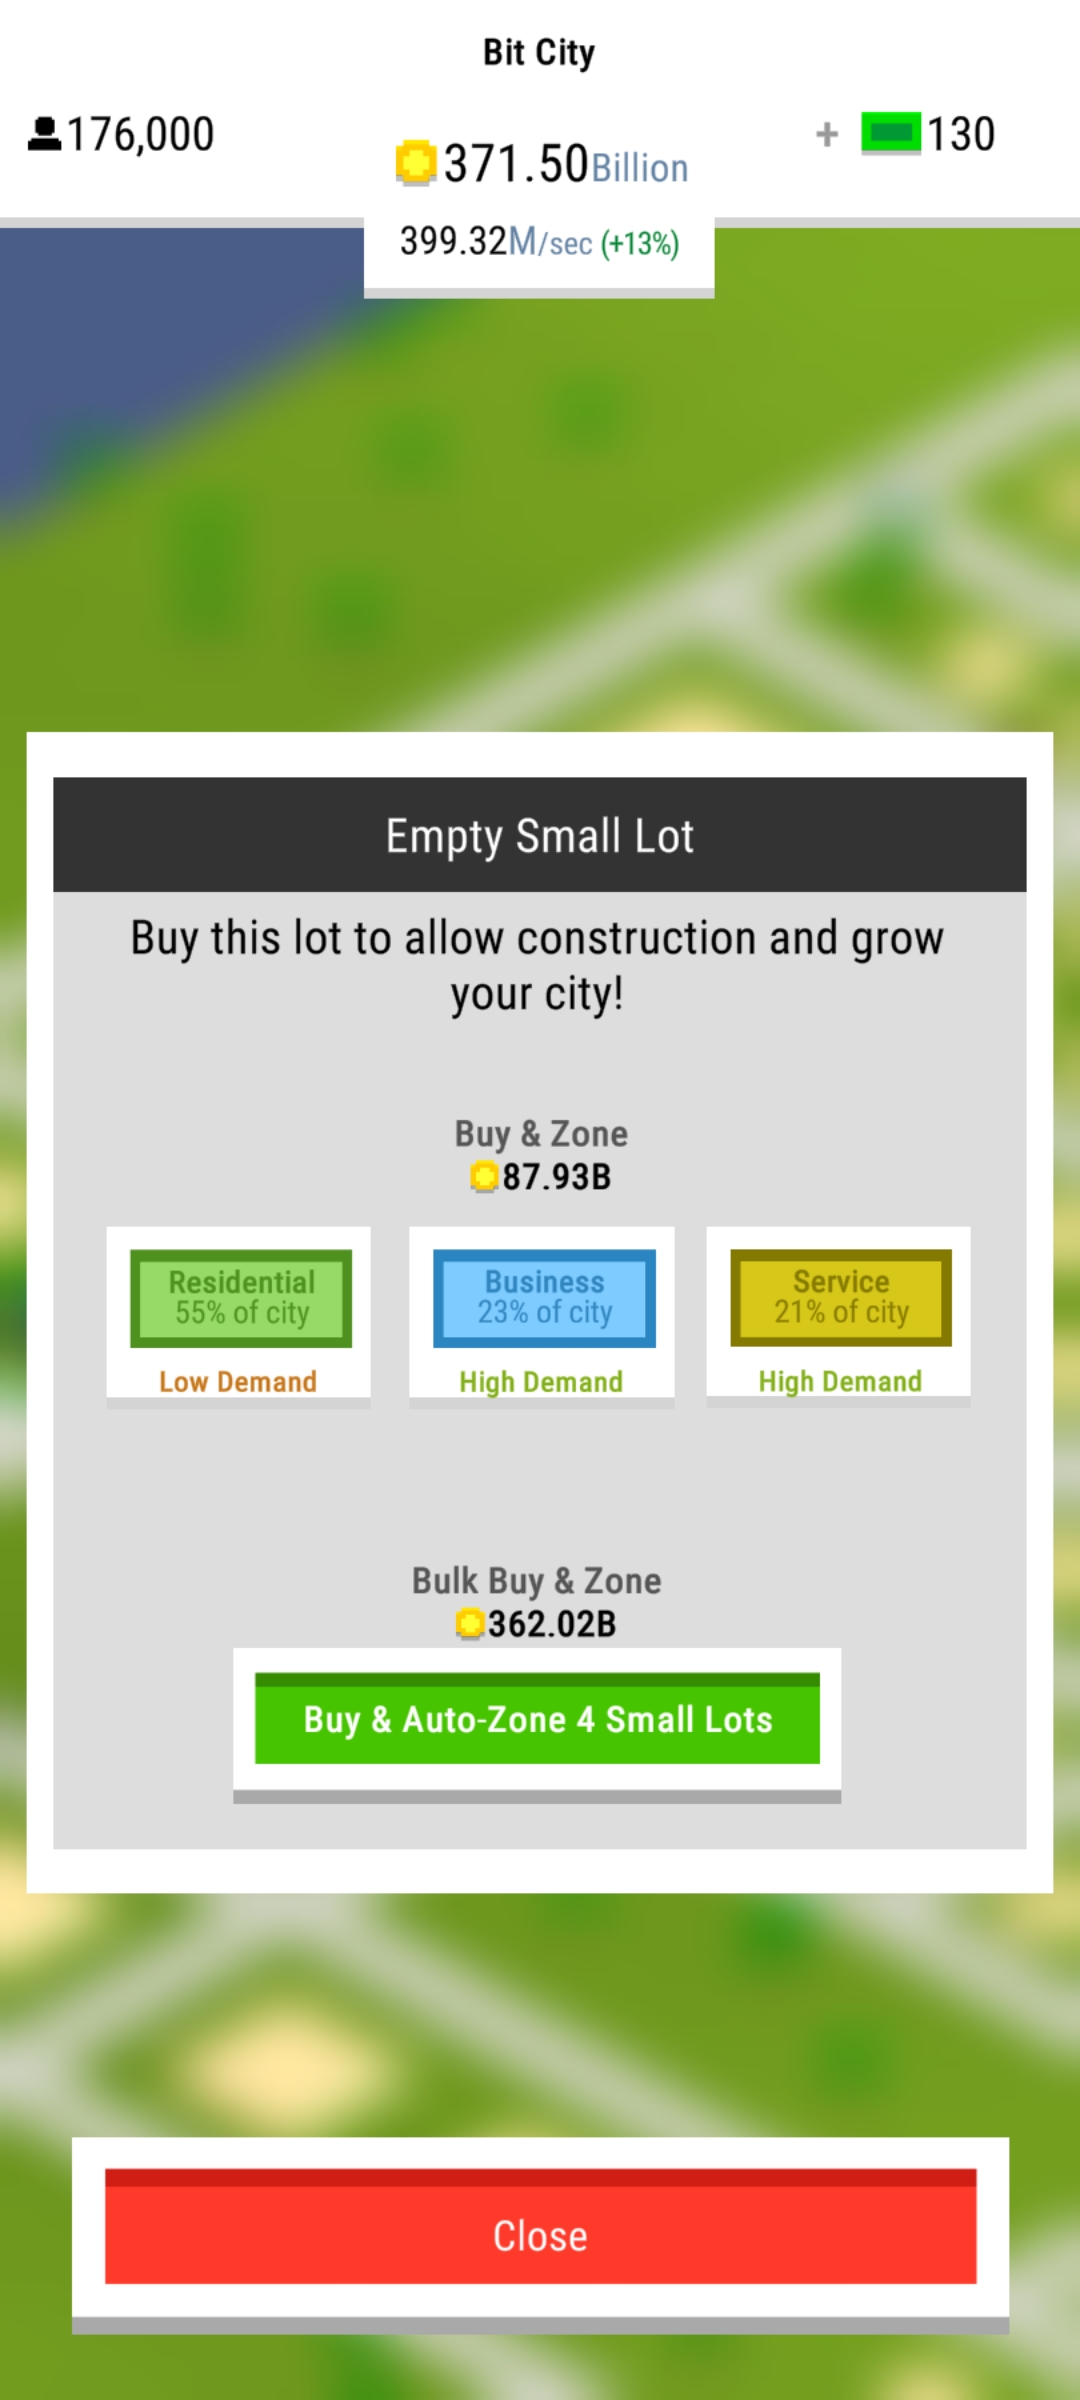 Bit City
176,000
371.50Billion
+ 130
399.32M/sec (+13%)
Empty Small Lot
Buy this lot to allow construction and grow
your city!
Buy & Zone
87.93B
Residential
55% of city
Low Demand
Business
23% of city
High Demand
Service
21% of city
High Demand
Bulk Buy & Zone
362.02B
Buy & Auto-Zone 4 Small Lots
Close